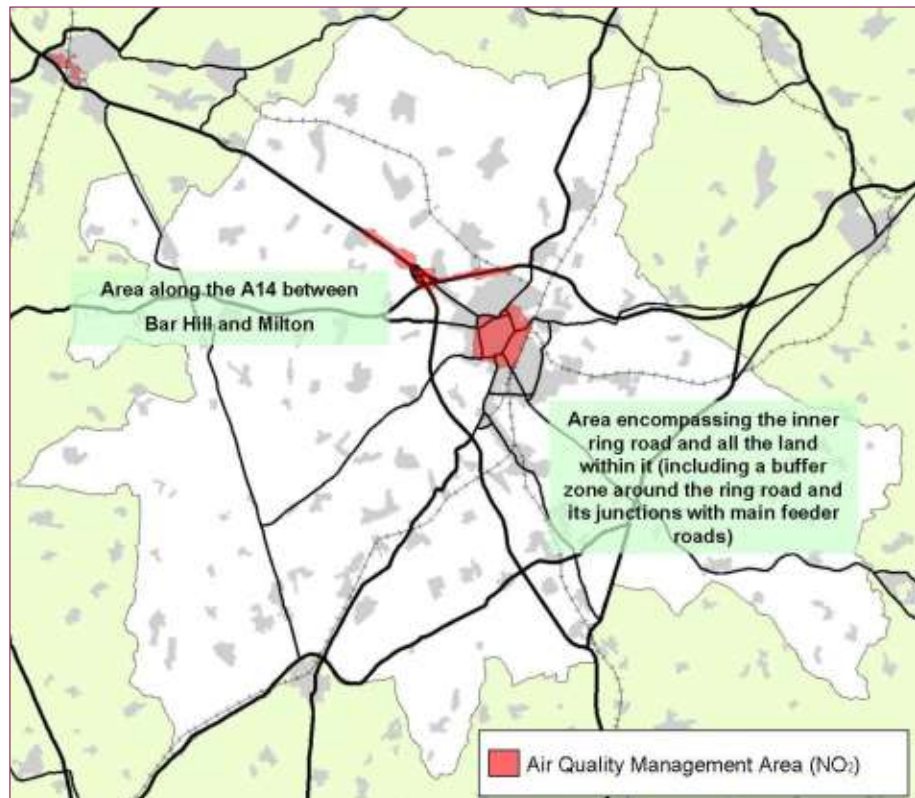 Area along the A14 between
Bar Hill and Milton
Area encompassing the inner
ring road and all the land
within it (including a buffer
zone around the ring road and
its junctions with main feeder
roads)
Air Quality Management Area (NO₂)